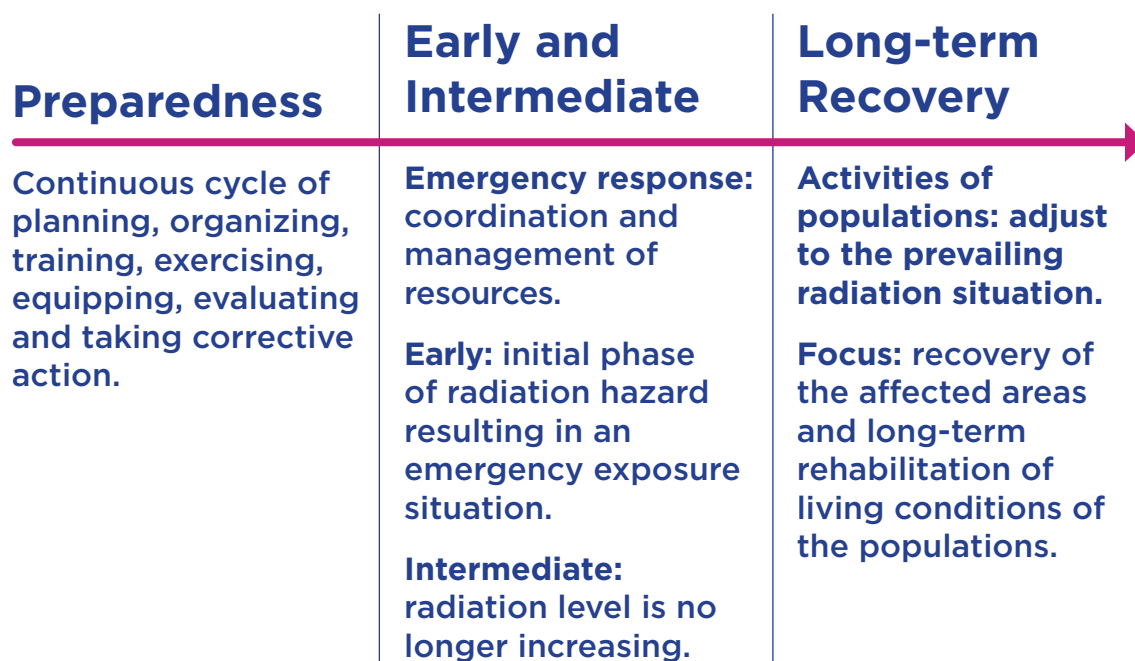 Preparedness
Continuous cycle of
planning, organizing,
training, exercising,
equipping, evaluating
and taking corrective
action.
Early and
Intermediate
Emergency response:
coordination and
management of
resources.
Early: initial phase
of radiation hazard
resulting in an
emergency exposure
situation.
Intermediate:
radiation level is no
longer increasing.
Long-term
Recovery
Activities of
populations: adjust
to the prevailing
radiation situation.
Focus: recovery of
the affected areas
and long-term
rehabilitation of
living conditions of
the populations.